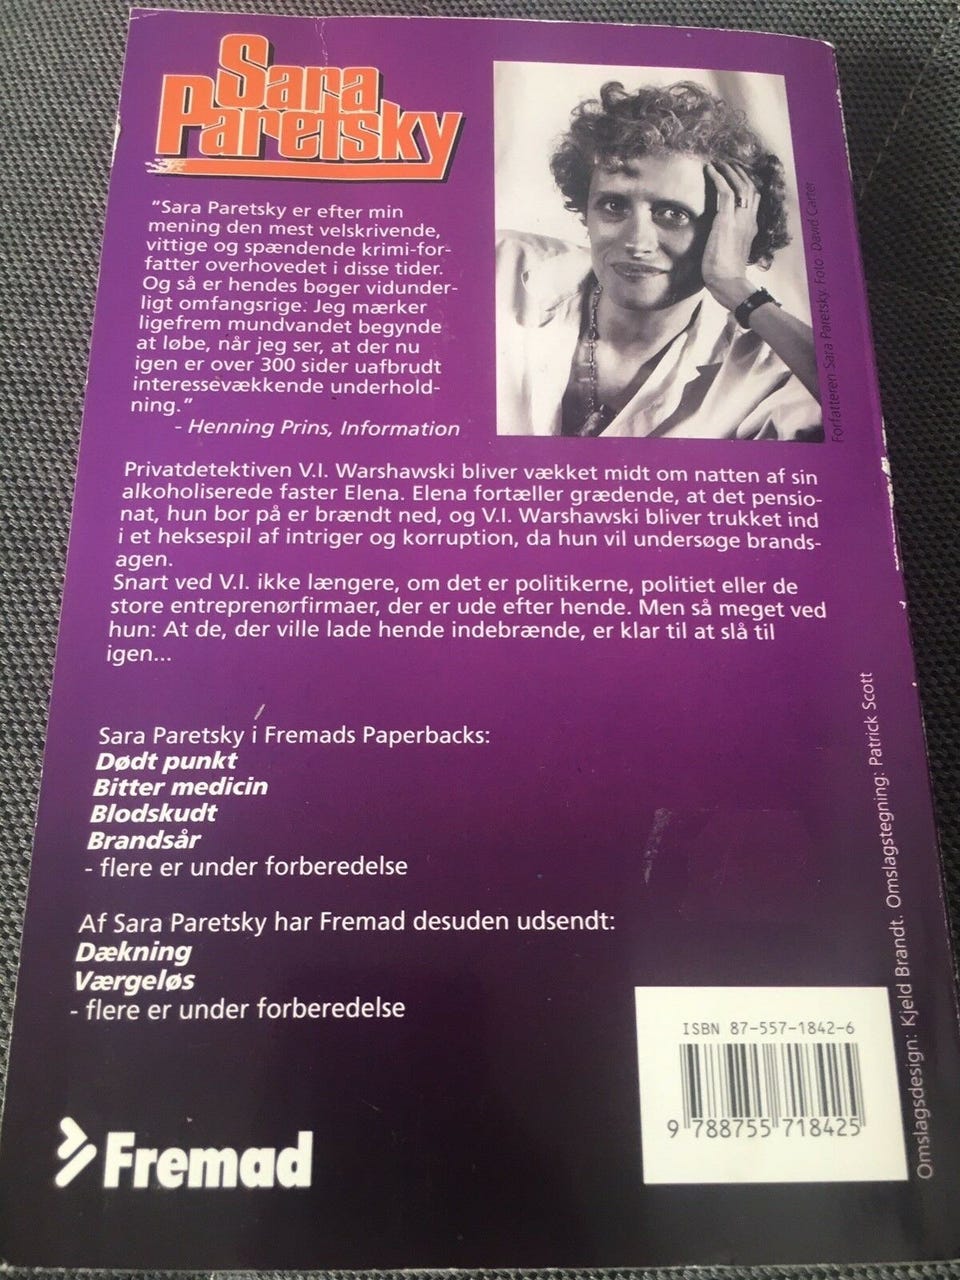 Sara
Paretsky
"Sara Paretsky er efter min
mening den mest velskrivende,
vittige og spændende krimi-for-
fatter overhovedet i disse tider.
Og så er hendes bøger vidunder-
ligt omfangsrige. Jeg mærker
ligefrem mundvandet begynde
at løbe, når jeg ser, at der nu
igen er over 300 sider uafbrudt
interessevækkende underhold-
ning."
- Henning Prins, Information
Forfatteren Sara Paretsky. Foto: David Carter
Privatdetektiven V.I. Warshawski bliver vækket midt om natten af sin
alkoholiserede faster Elena. Elena fortæller grædende, at det pensio-
nat, hun bor på er brændt ned, og V.I. Warshawski bliver trukket ind
i et heksespil af intriger og korruption, da hun vil undersøge brands-
agen.
Snart ved V.I. ikke længere, om det er politikerne, politiet eller de
store entreprenørfirmaer, der er ude efter hende. Men så meget ved
hun: At de, der ville lade hende indebrænde, er klar til at slå til
igen...
Sara Paretsky i Fremads Paperbacks:
Dødt punkt
Bitter medicin
Blodskudt
Brandsår
- flere er under forberedelse
Af Sara Paretsky har Fremad desuden udsendt:
Dækning
Værgeløs
- flere er under forberedelse
Omslagsdesign: Kjeld Brandt. Omslagstegning: Patrick Scott
ISBN 87-557-1842-6
9 788755 718425
Fremad